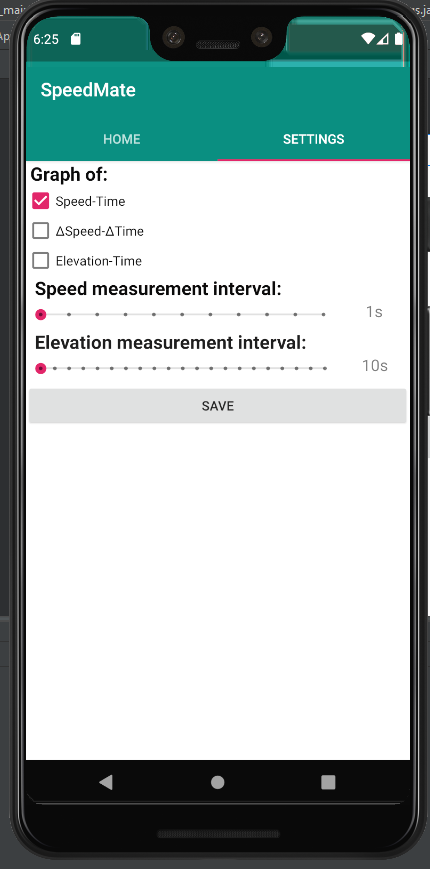 6:25
SpeedMate
HOME SETTINGS
Graph of:
Speed-Time
ΔSpeed-ΔTime
Elevation-Time
Speed measurement interval:
1s
Elevation measurement interval:
10s
SAVE